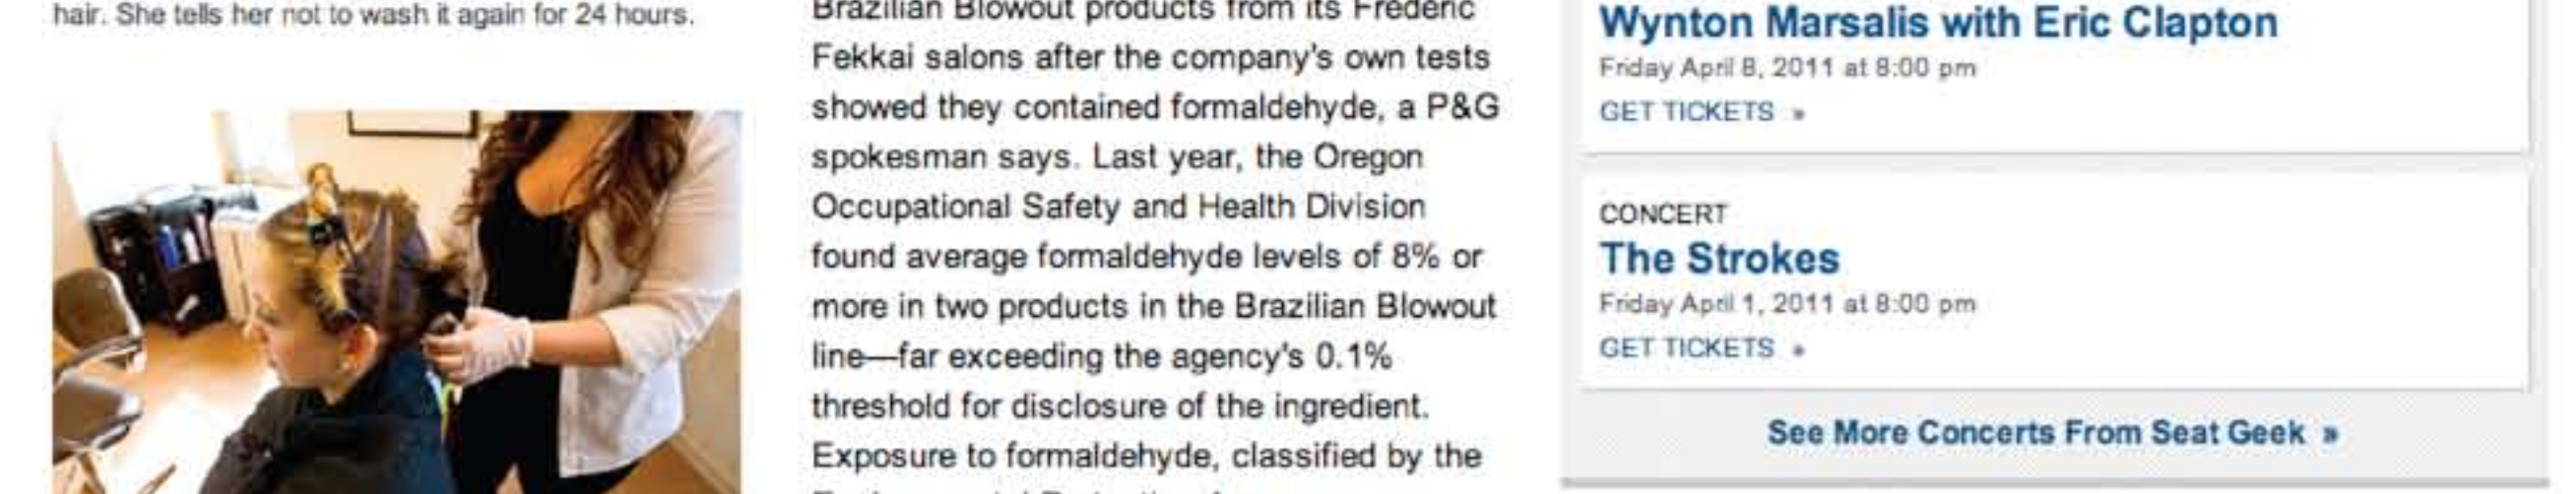 hair. She tells her not to wash it again for 24 hours.
Brazilian Blowout products from its Frederic
Fekkai salons after the company's own tests
showed they contained formaldehyde, a P&G
spokesman says. Last year, the Oregon
Occupational Safety and Health Division
found average formaldehyde levels of 8% or
more in two products in the Brazilian Blowout
line—far exceeding the agency's 0.1%
threshold for disclosure of the ingredient.
Exposure to formaldehyde, classified by the
Wynton Marsalis with Eric Clapton
Friday April 8, 2011 at 8:00 pm
GET TICKETS »
CONCERT
The Strokes
Friday April 1, 2011 at 8:00 pm
GET TICKETS »
See More Concerts From Seat Geek »